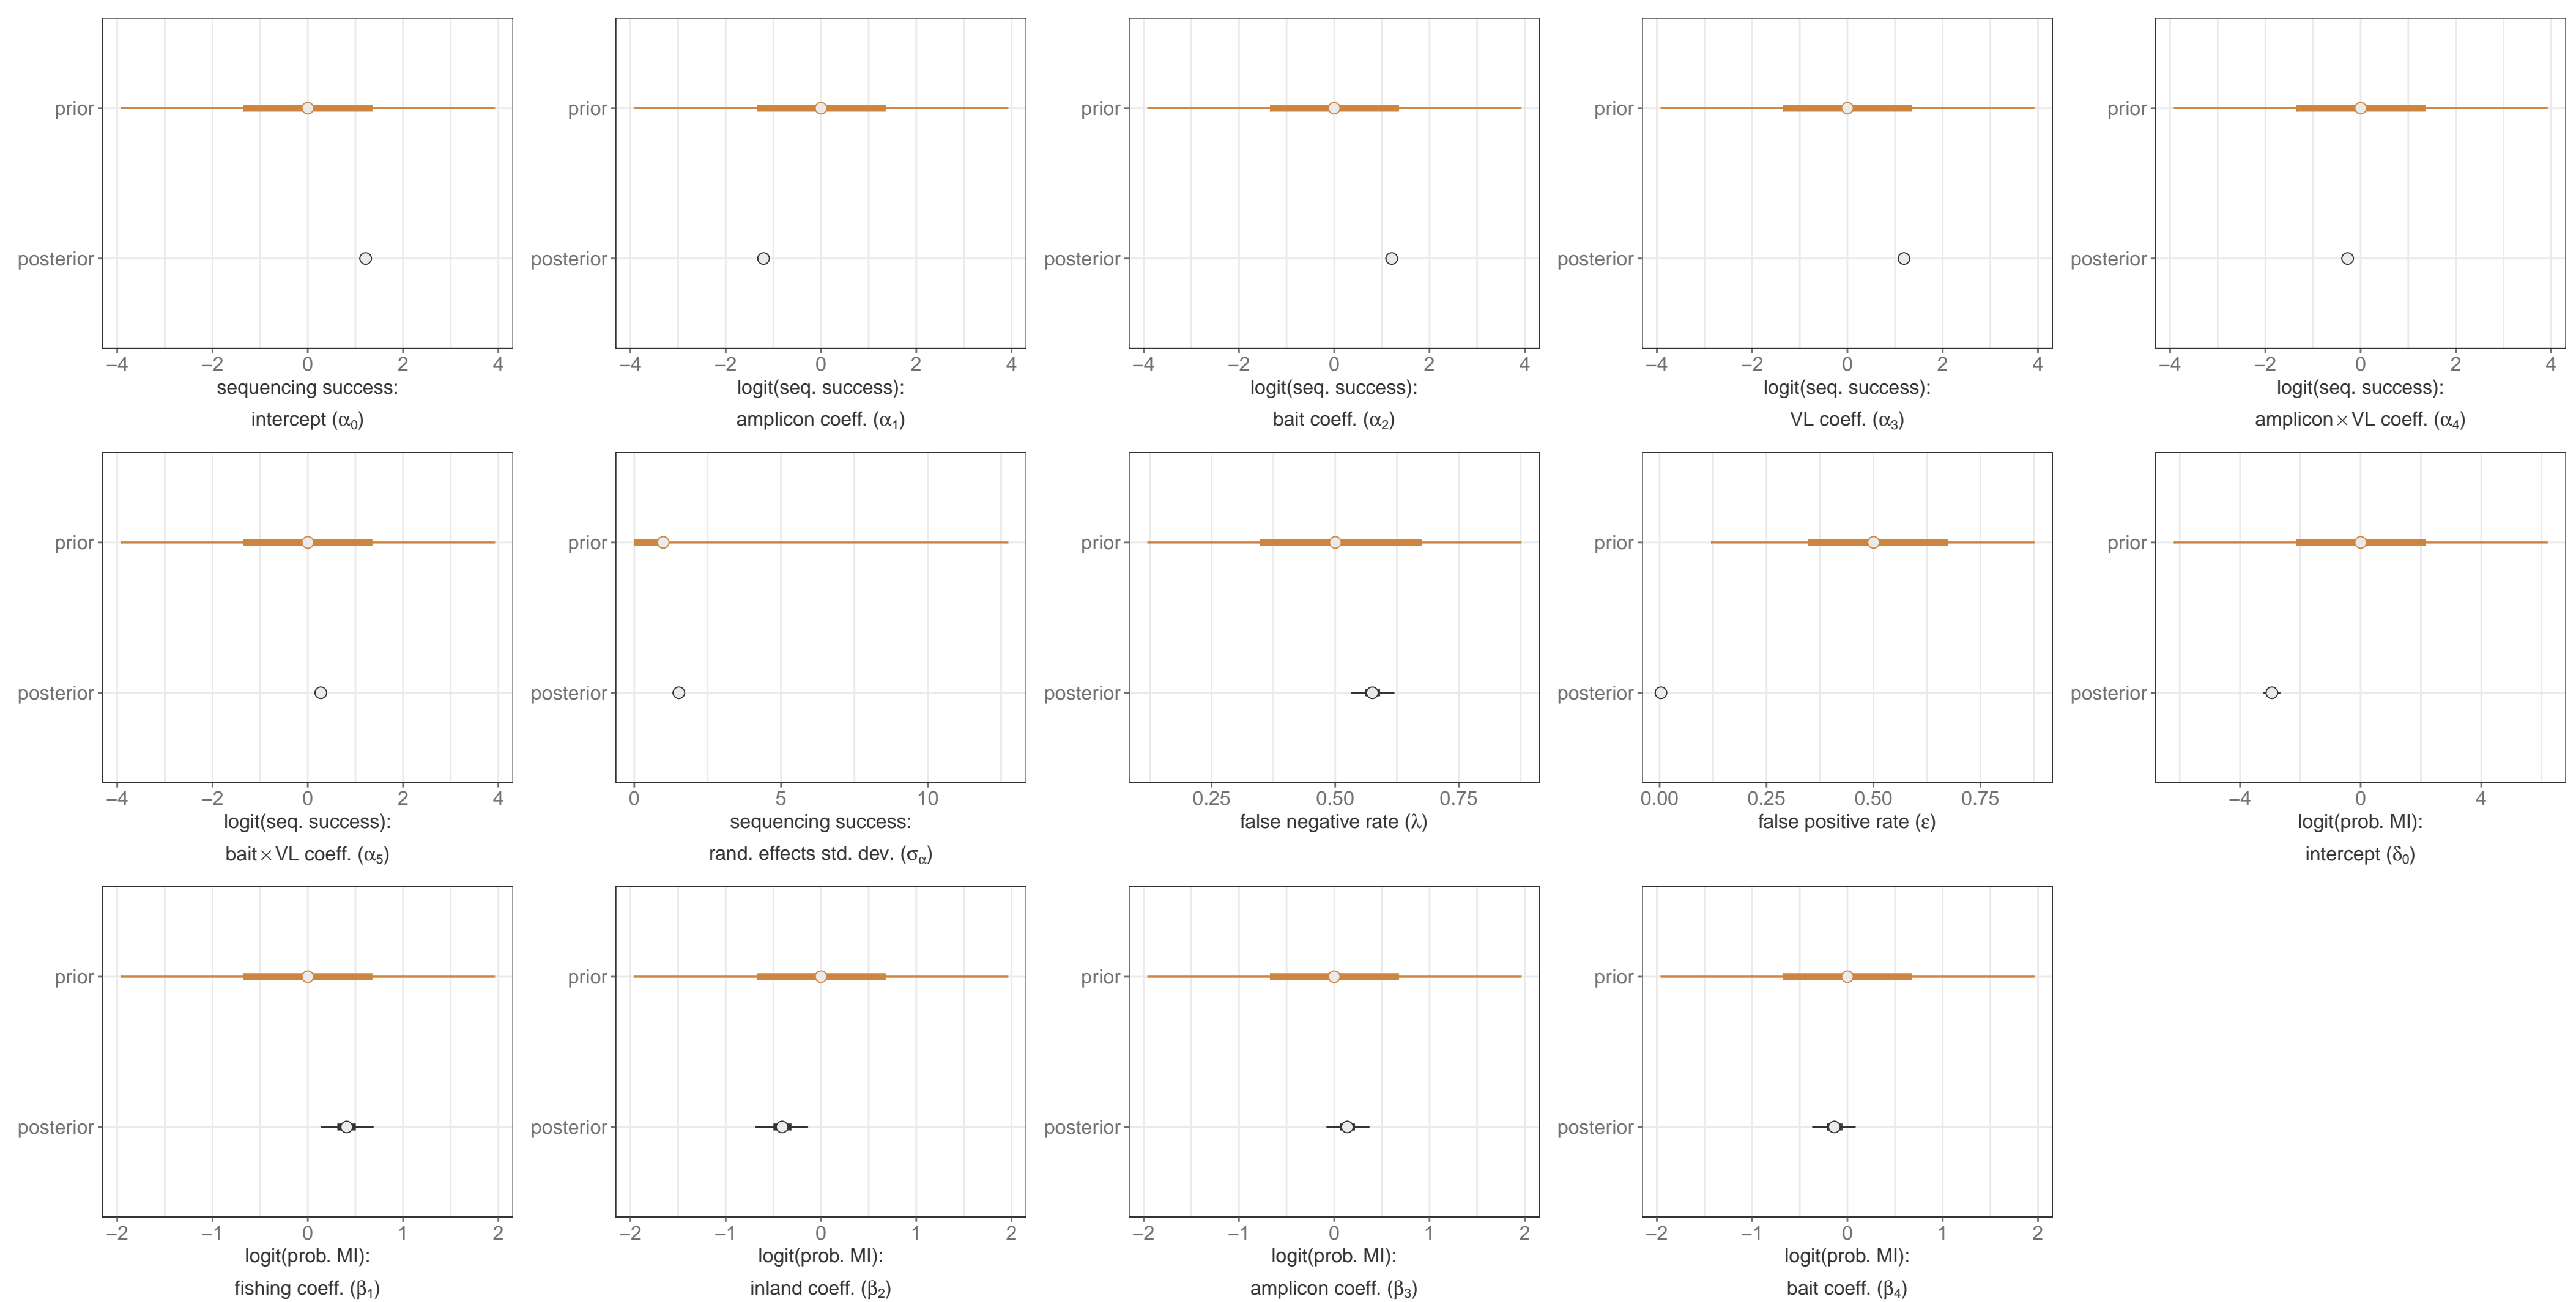 prior
posterior
−4 −2 0 2 4
sequencing success:
intercept (α0)
prior
posterior
−4 −2 0 2 4
logit(seq. success):
amplicon coeff. (α1)
prior
posterior
−4 −2 0 2 4
logit(seq. success):
bait coeff. (α2)
prior
posterior
−4 −2 0 2 4
logit(seq. success):
VL coeff. (α3)
prior
posterior
−4 −2 0 2 4
logit(seq. success):
amplicon × VL coeff. (α4)
prior
posterior
−4 −2 0 2 4
logit(seq. success):
bait × VL coeff. (α5)
prior
posterior
0 5 10
sequencing success:
rand. effects std. dev. (σα)
prior
posterior
0.25 0.50 0.75
false negative rate (λ)
prior
posterior
0.00 0.25 0.50 0.75
false positive rate (ε)
prior
posterior
−4 0 4
logit(prob. MI):
intercept (δ0)
prior
posterior
−2 −1 0 1 2
logit(prob. MI):
fishing coeff. (β1)
prior
posterior
−2 −1 0 1 2
logit(prob. MI):
inland coeff. (β2)
prior
posterior
−2 −1 0 1 2
logit(prob. MI):
amplicon coeff. (β3)
prior
posterior
−2 −1 0 1 2
logit(prob. MI):
bait coeff. (β4)